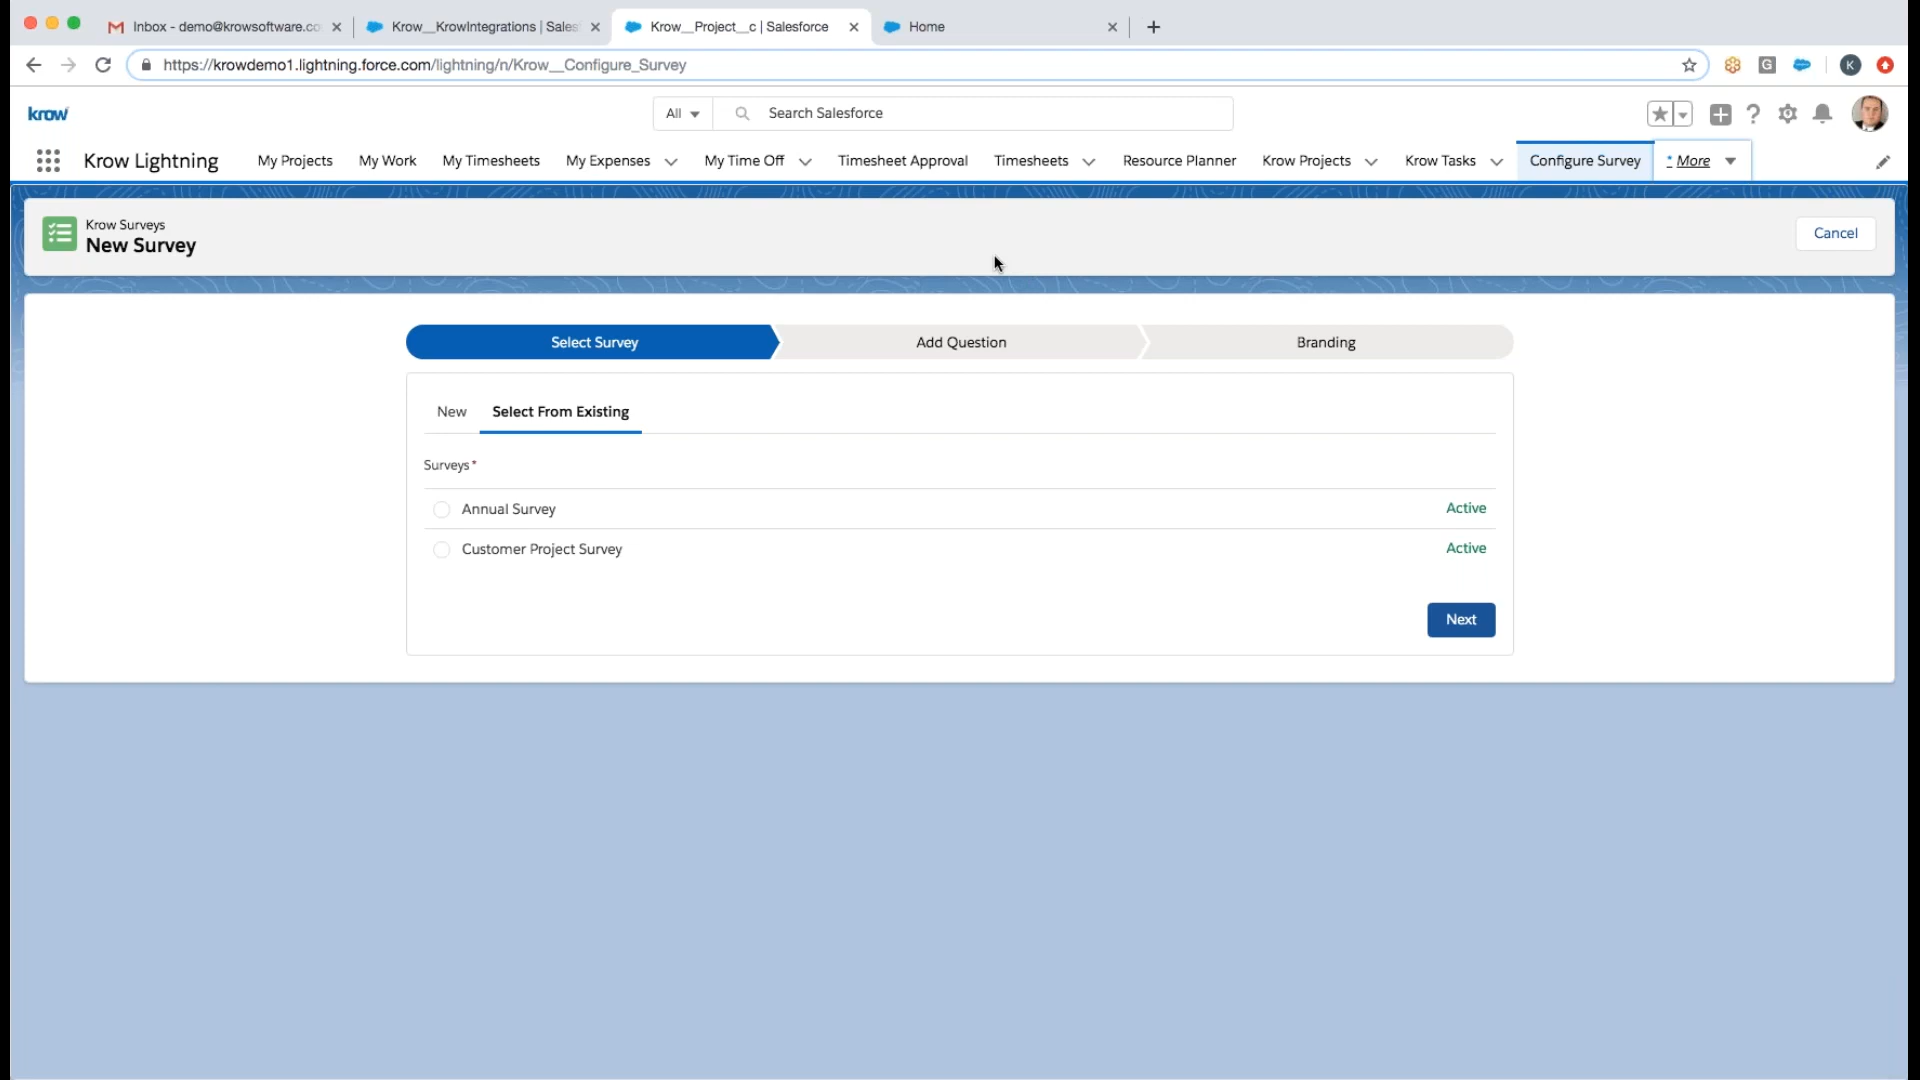 Inbox - demo@krowsoftware.co
Krow__KrowIntegrations | Sales
Krow__Project__c | Salesforce
Home
https://krowdemo1.lightning.force.com/lightning/n/Krow__Configure_Survey
G
K
krow
All
Search Salesforce
Krow Lightning
My Projects
My Work
My Timesheets
My Expenses
My Time Off
Timesheet Approval
Timesheets
Resource Planner
Krow Projects
Krow Tasks
Configure Survey
* More
Krow Surveys
New Survey
Cancel
Select Survey
Add Question
Branding
New
Select From Existing
Surveys*
Annual Survey
Active
Customer Project Survey
Active
Next